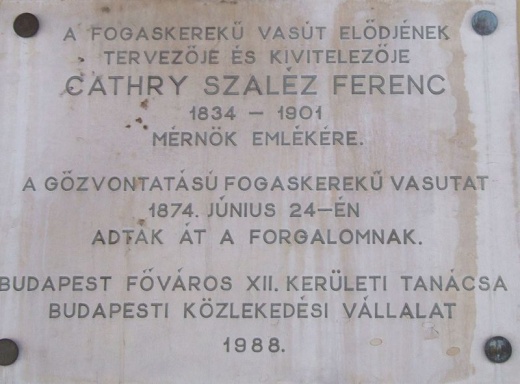 A FOGASKEREKŰ VASÚT ELŐDJÉNEK
TERVEZŐJE ÉS KIVITELEZŐJE
CATHRY SZALÉZ FERENC
1834 – 1901
MÉRNÖK EMLÉKÉRE.
A GŐZVONTATÁSÚ FOGASKEREKŰ VASUTAT
1874. JÚNIUS 24–ÉN
ADTAK ÁT A FORGALOMNAK.
BUDAPEST FŐVÁROS XII. KERÜLETI TANÁCSA
BUDAPESTI KÖZLEKEDÉSI VÁLLALAT
1988.